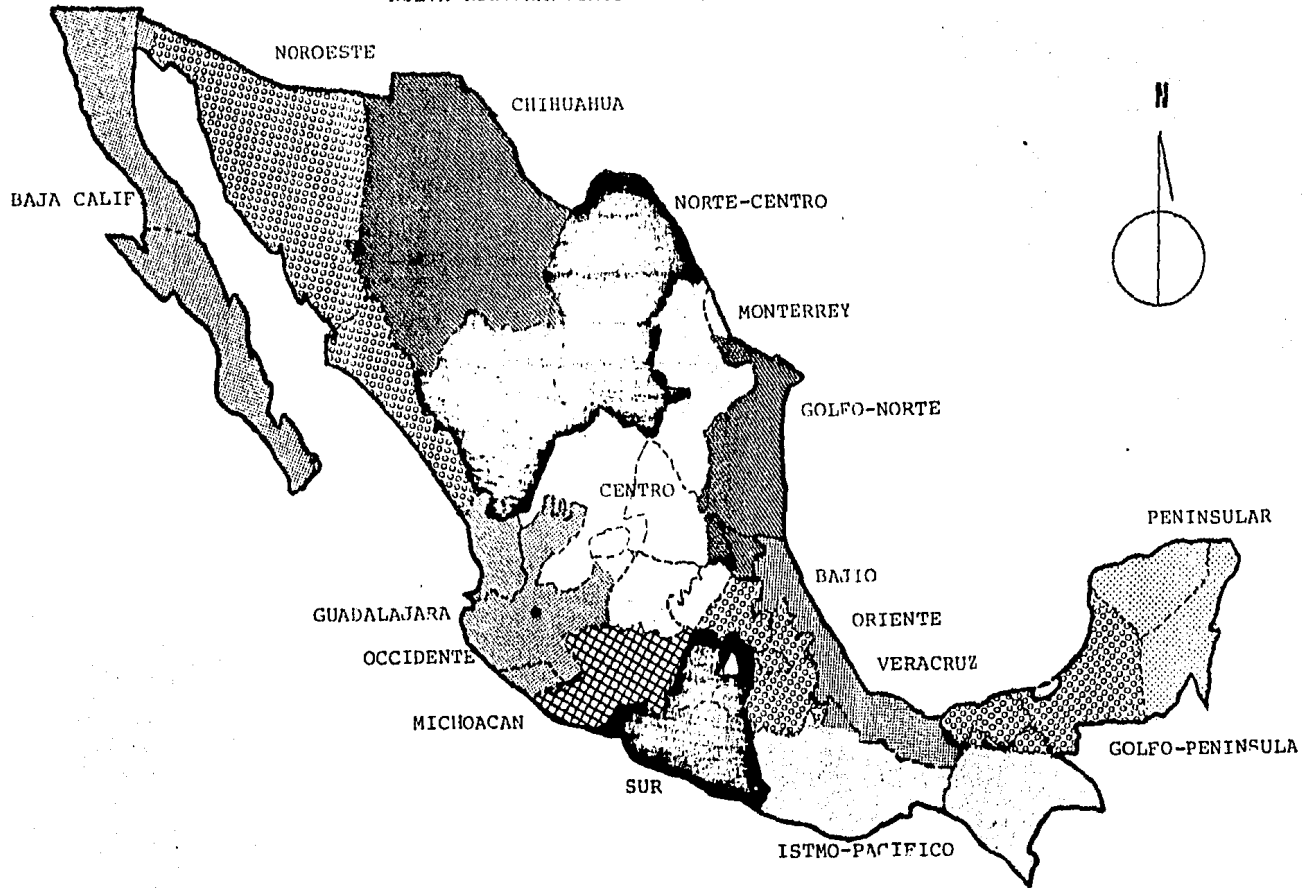 NUEVA
NOROESTE
CHIHUAHUA
N
BAJA CALIF
NORTE-CENTRO
MONTERREY
GOLFO-NORTE
CENTRO
PENINSULAR
BAJIO
GUADALAJARA
ORIENTE
OCCIDENTE
VERACRUZ
MICHOACAN
GOLFO-PENINSULA
SUR
ISTMO-PACIFICO